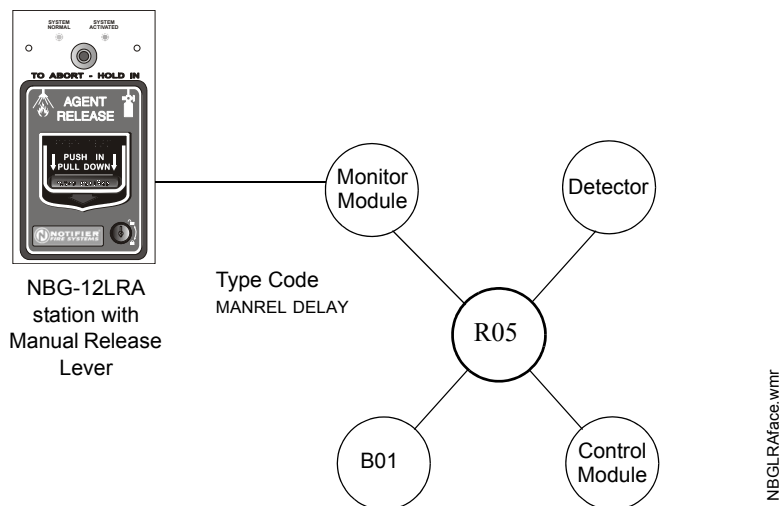 SYSTEM NORMAL
SYSTEM ACTIVATED
TO ABORT - HOLD IN
AGENT
RELEASE
PUSH IN
PULL DOWN
NOTIFIER
FIRE SYSTEMS
NBG-12LRA
station with
Manual Release
Lever
Monitor
Module
Detector
Type Code
MANREL DELAY
R05
B01
Control
Module
NBGLRAface.wmr